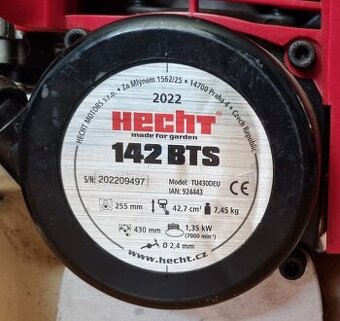 HECHT MOTORS s.r.o. • Za Mlýnem 1562/25 • 14700 Praha 4 • Czech Republic
2022
HECHT
made for garden
142 BTS
S/N: 202209497
Model: TU430DEU
IAN: 924443
CE
255 mm
42,7 cm³
7,45 kg
430 mm
1,35 kW
(7000 min⁻¹)
Ø 2,4 mm
www.hecht.cz